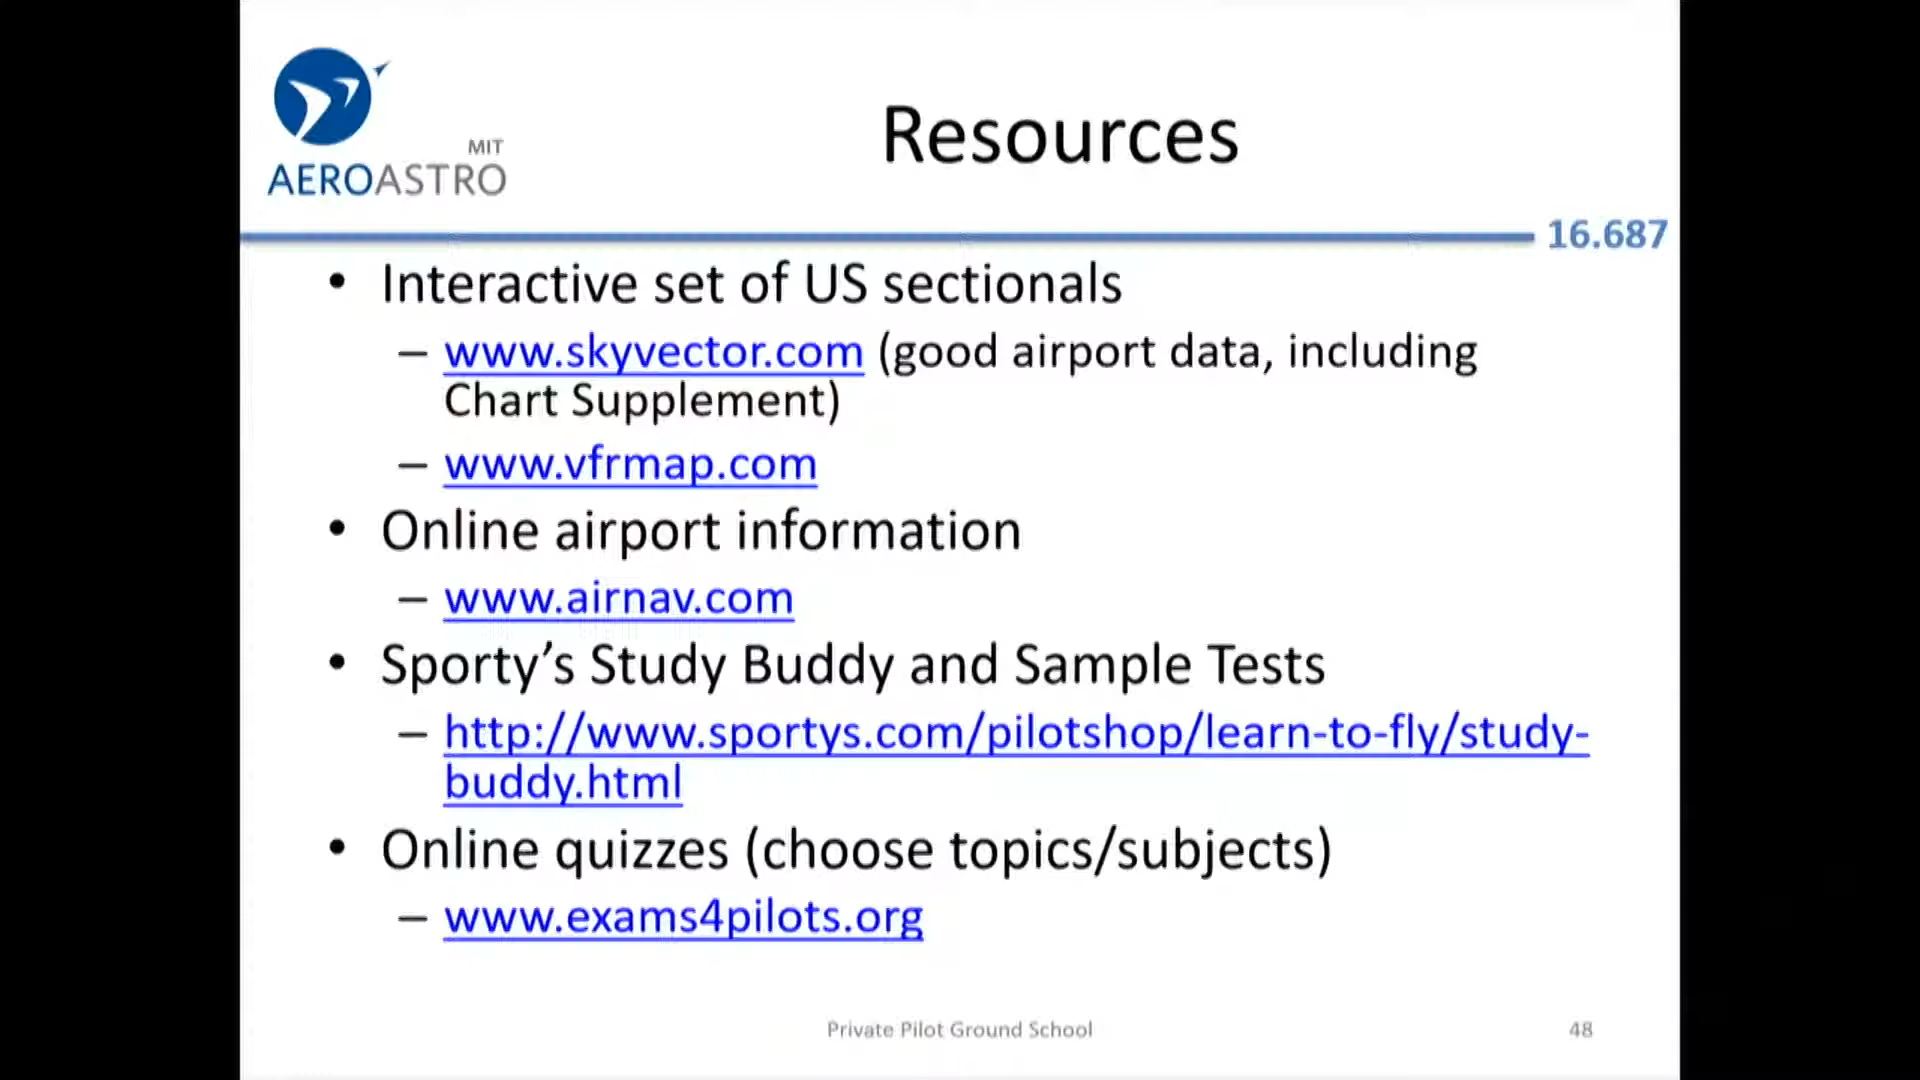 MIT
AEROASTRO
Resources
16.687
• Interactive set of US sectionals
– www.skyvector.com (good airport data, including
Chart Supplement)
– www.vfrmap.com
• Online airport information
– www.airnav.com
• Sporty’s Study Buddy and Sample Tests
– http://www.sportys.com/pilotshop/learn-to-fly/study-
buddy.html
• Online quizzes (choose topics/subjects)
– www.exams4pilots.org
Private Pilot Ground School
48